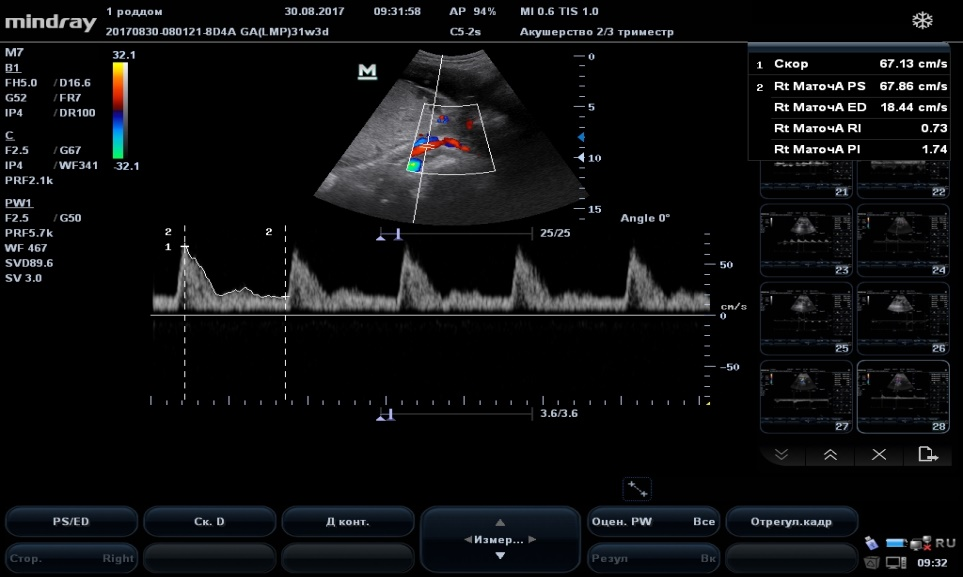 mindray
1 роддом 30.08.2017 09:31:58 AP 94% MI 0.6 TIS 1.0
20170830-080121-8D4A GA(LMP)31w3d C5-2s Акушерство 2/3 триместр
M7
B1
FH5.0 / D16.6
G52 / FR7
IP4 / DR100
C
F2.5 / G67
IP4 / WF341
PRF2.1k
PW1
F2.5 / G50
PRF5.7k
WF 467
SVD89.6
SV 3.0
32.1
-32.1
M
0
5
10
15
Angle 0°
25/25
1 Скор 67.13 cm/s
2 Rt МаточА PS 67.86 cm/s
Rt МаточА ED 18.44 cm/s
Rt МаточА RI 0.73
Rt МаточА PI 1.74
21 22
23 24
25 26
27 28
2 2
1
50
cm/s
0
-50
3.6/3.6
PS/ED Ск. D Д конт. Измер... Оцен. PW Все Отрегул.кадр
Стор. Right Резул Вк
RU
09:32